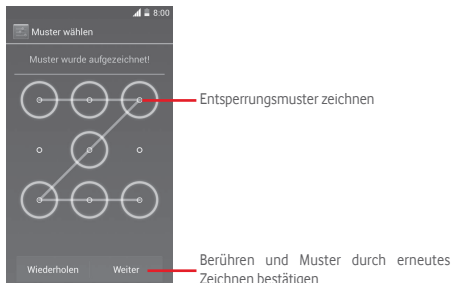 8:00
Muster wählen
Muster wurde aufgezeichnet!
Entsperrungsmuster zeichnen
Wiederholen Weiter
Berühren und Muster durch erneutes
Zeichnen bestätigen